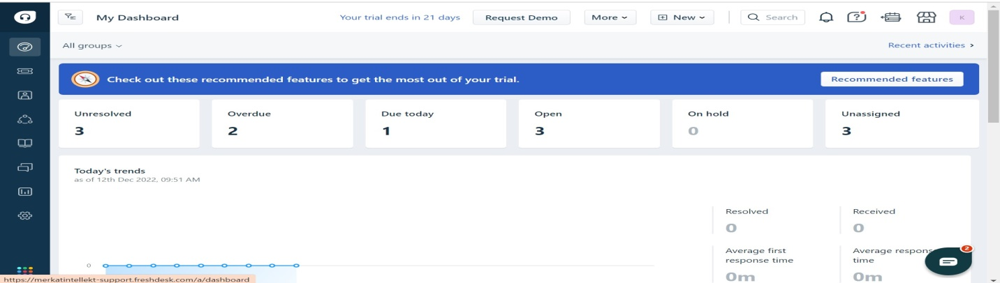 My Dashboard
Your trial ends in 21 days
Request Demo
More
New
Search
K
All groups
Recent activities
Check out these recommended features to get the most out of your trial.
Recommended features
Unresolved
3
Overdue
2
Due today
1
Open
3
On hold
0
Unassigned
3
Today's trends
as of 12th Dec 2022, 09:51 AM
Resolved
0
Received
0
Average first
response time
0m
Average respons
time
0m
2
0
https://merkatintellekt-support.freshdesk.com/a/dashboard